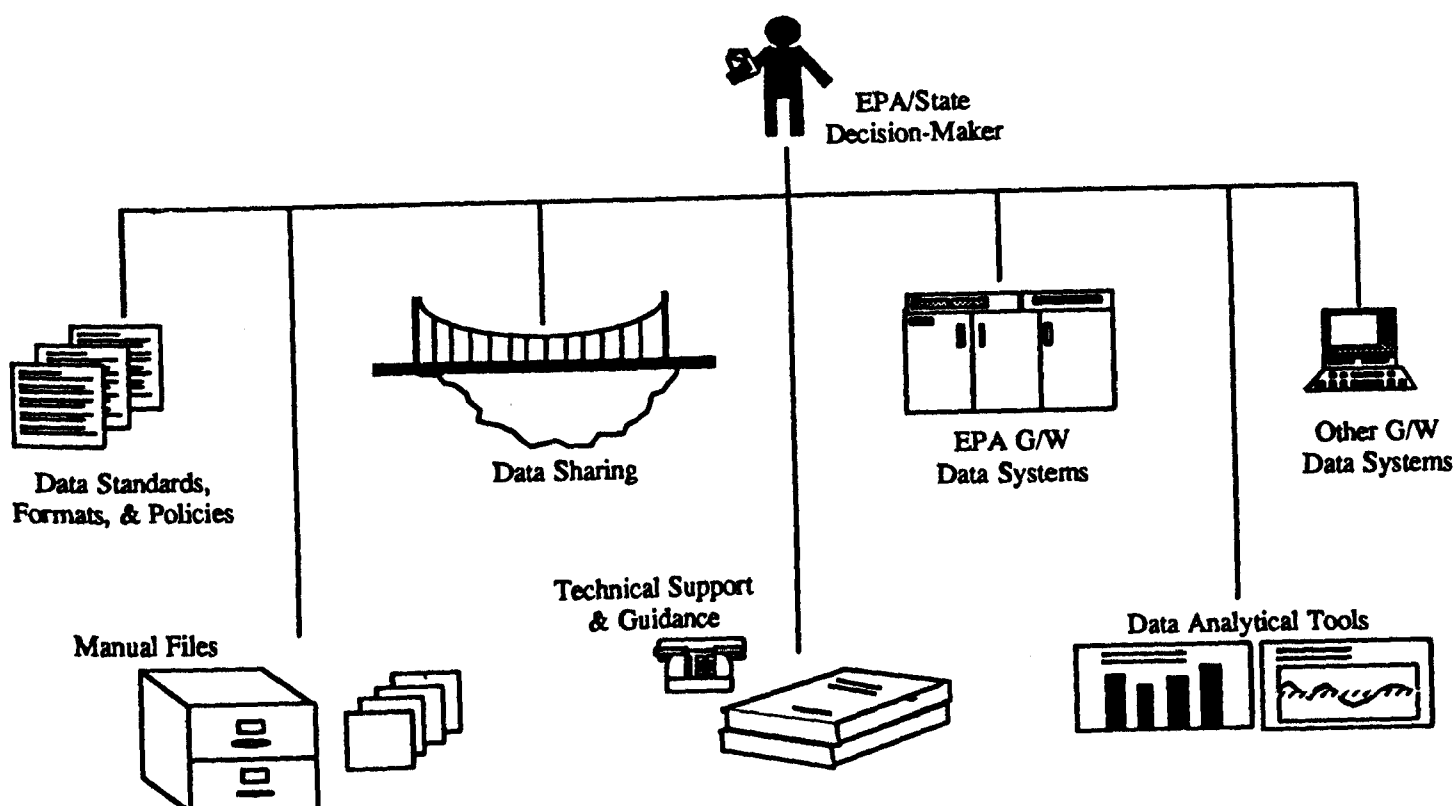 EPA/State
Decision-Maker
Data Standards,
Formats, & Policies
Data Sharing
EPA G/W
Data Systems
Other G/W
Data Systems
Manual Files
Technical Support
& Guidance
Data Analytical Tools